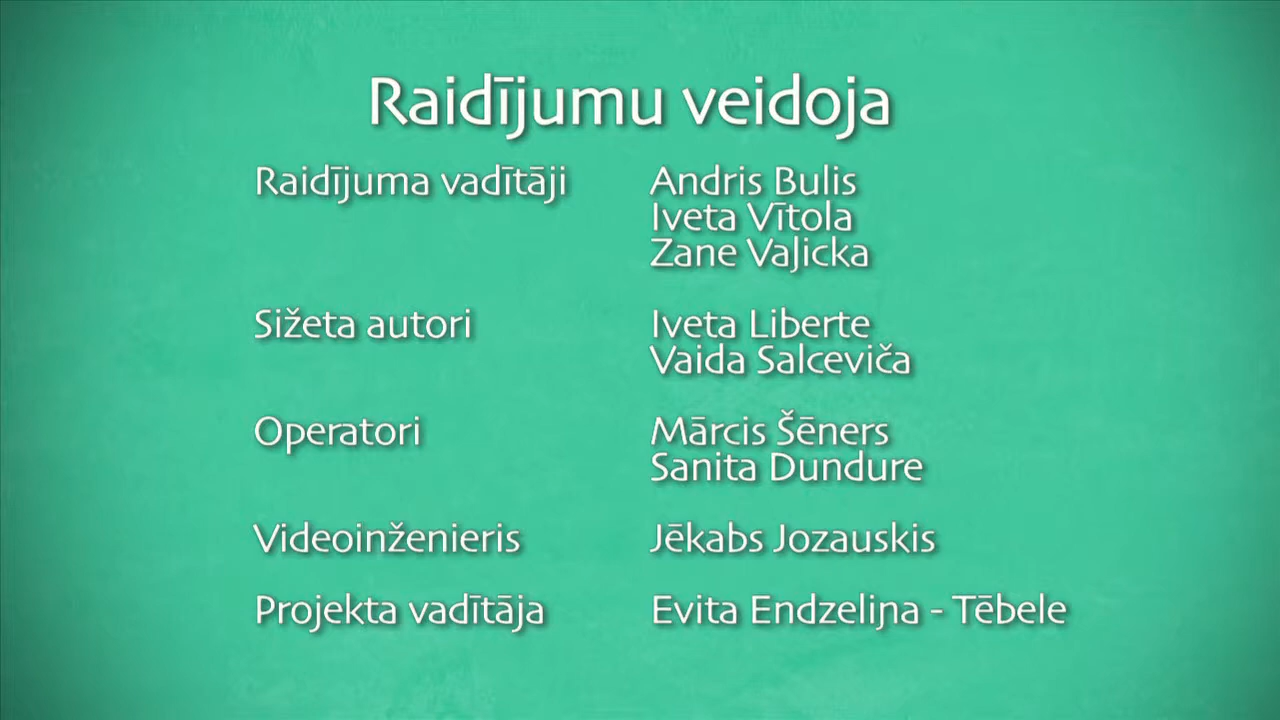 Raidījumu veidoja
Raidījuma vadītāji Andris Bulis
Iveta Vītola
Zane Vaļicka
Sižeta autori Iveta Liberte
Vaida Salceviča
Operatori Mārcis Šēners
Sanita Dundure
Videoinženieris Jēkabs Jozauskis
Projekta vadītāja Evita Endzeliņa - Tēbele